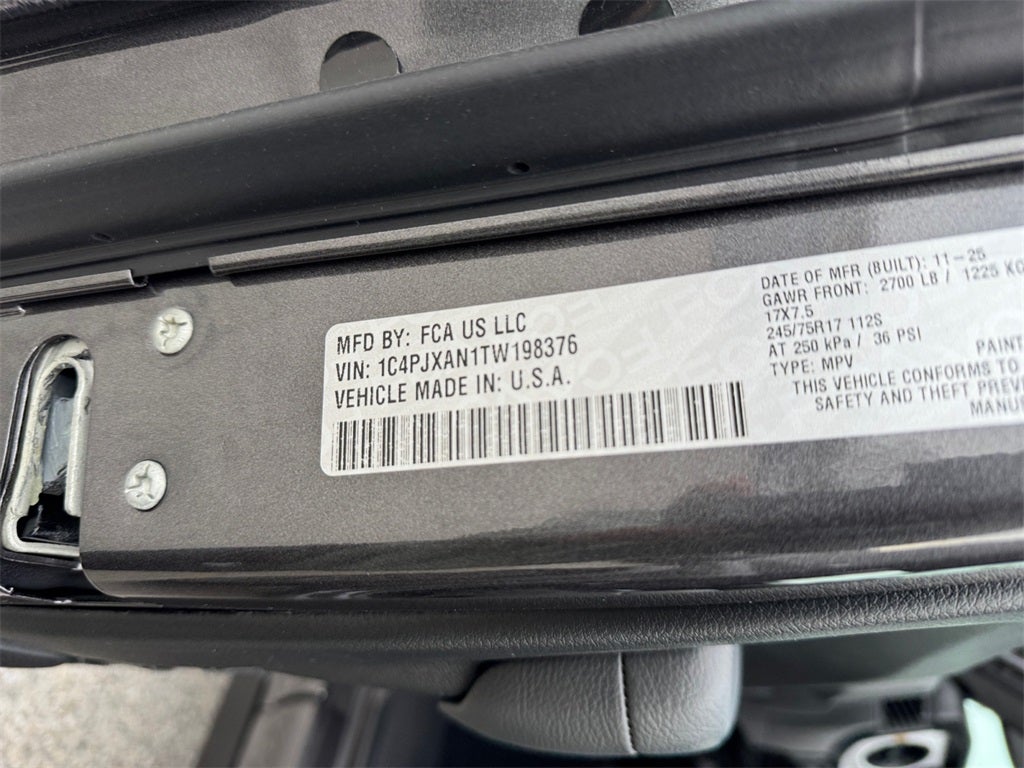 MFD BY: FCA US LLC
VIN: 1C4PJXAN1TW198376
VEHICLE MADE IN: U.S.A.
DATE OF MFR (BUILT): 11-25
GAWR FRONT: 2700 LB / 1225 KG
17X7.5
245/75R17 112S
AT 250 kPa / 36 PSI
TYPE: MPV
PAINT
THIS VEHICLE CONFORMS TO
SAFETY AND THEFT PREVE
MANUF